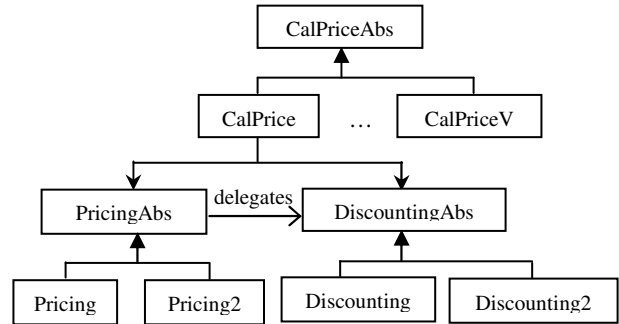 CalPriceAbs
CalPrice
…
CalPriceV
delegates
PricingAbs
DiscountingAbs
Pricing
Pricing2
Discounting
Discounting2